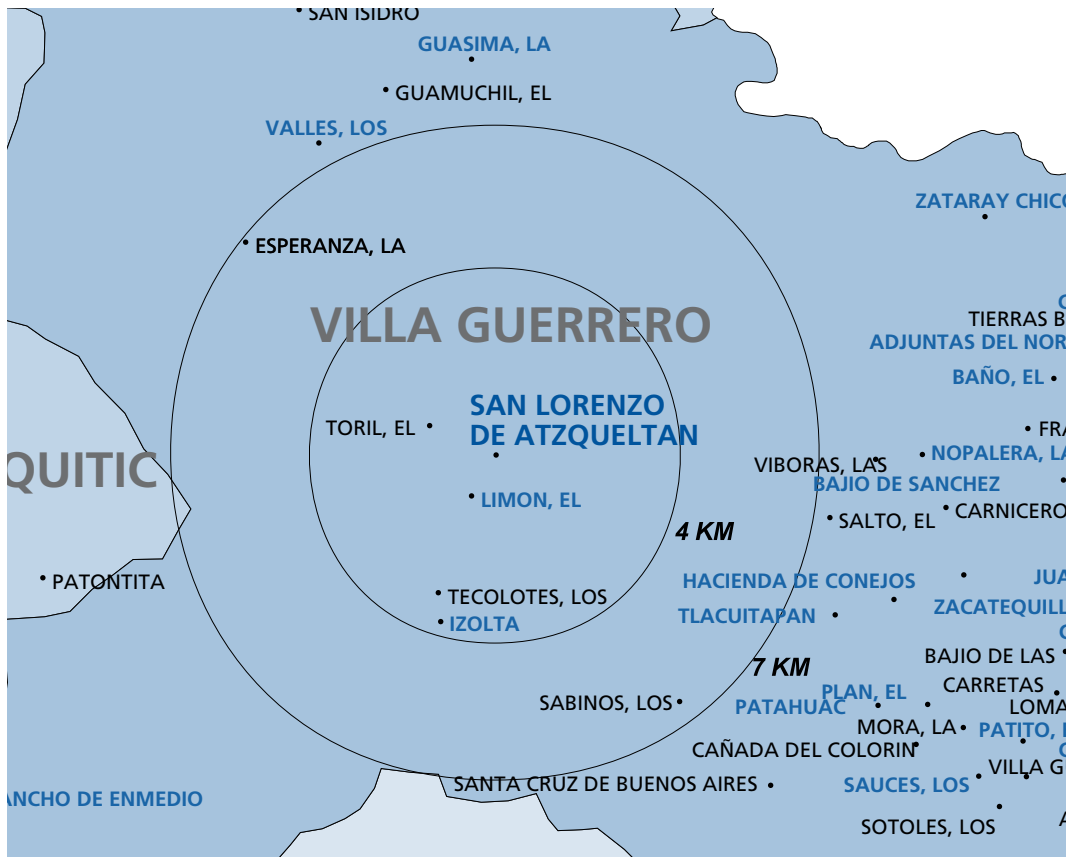 SAN ISIDRO
GUASIMA, LA
GUAMUCHIL, EL
VALLES, LOS
ZATARAY CHICO
ESPERANZA, LA
VILLA GUERRERO
TIERRAS B
ADJUNTAS DEL NOR
BAÑO, EL
SAN LORENZO
DE ATZQUELTAN
TORIL, EL
FRA
NOPALERA, LA
VIBORAS, LAS
QUITIC
BAJIO DE SANCHEZ
LIMON, EL
CARNICERO
SALTO, EL
4 KM
PATONTITA
HACIENDA DE CONEJOS
JUA
TECOLOTES, LOS
ZACATEQUILL
TLACUITAPAN
IZOLTA
BAJIO DE LAS
7 KM
CARRETAS
PLAN, EL
SABINOS, LOS
PATAHUAC
LOMA
MORA, LA
PATITO,
CAÑADA DEL COLORIN
VILLA G
SANTA CRUZ DE BUENOS AIRES
SAUCES, LOS
ANCHO DE ENMEDIO
SOTOLES, LOS